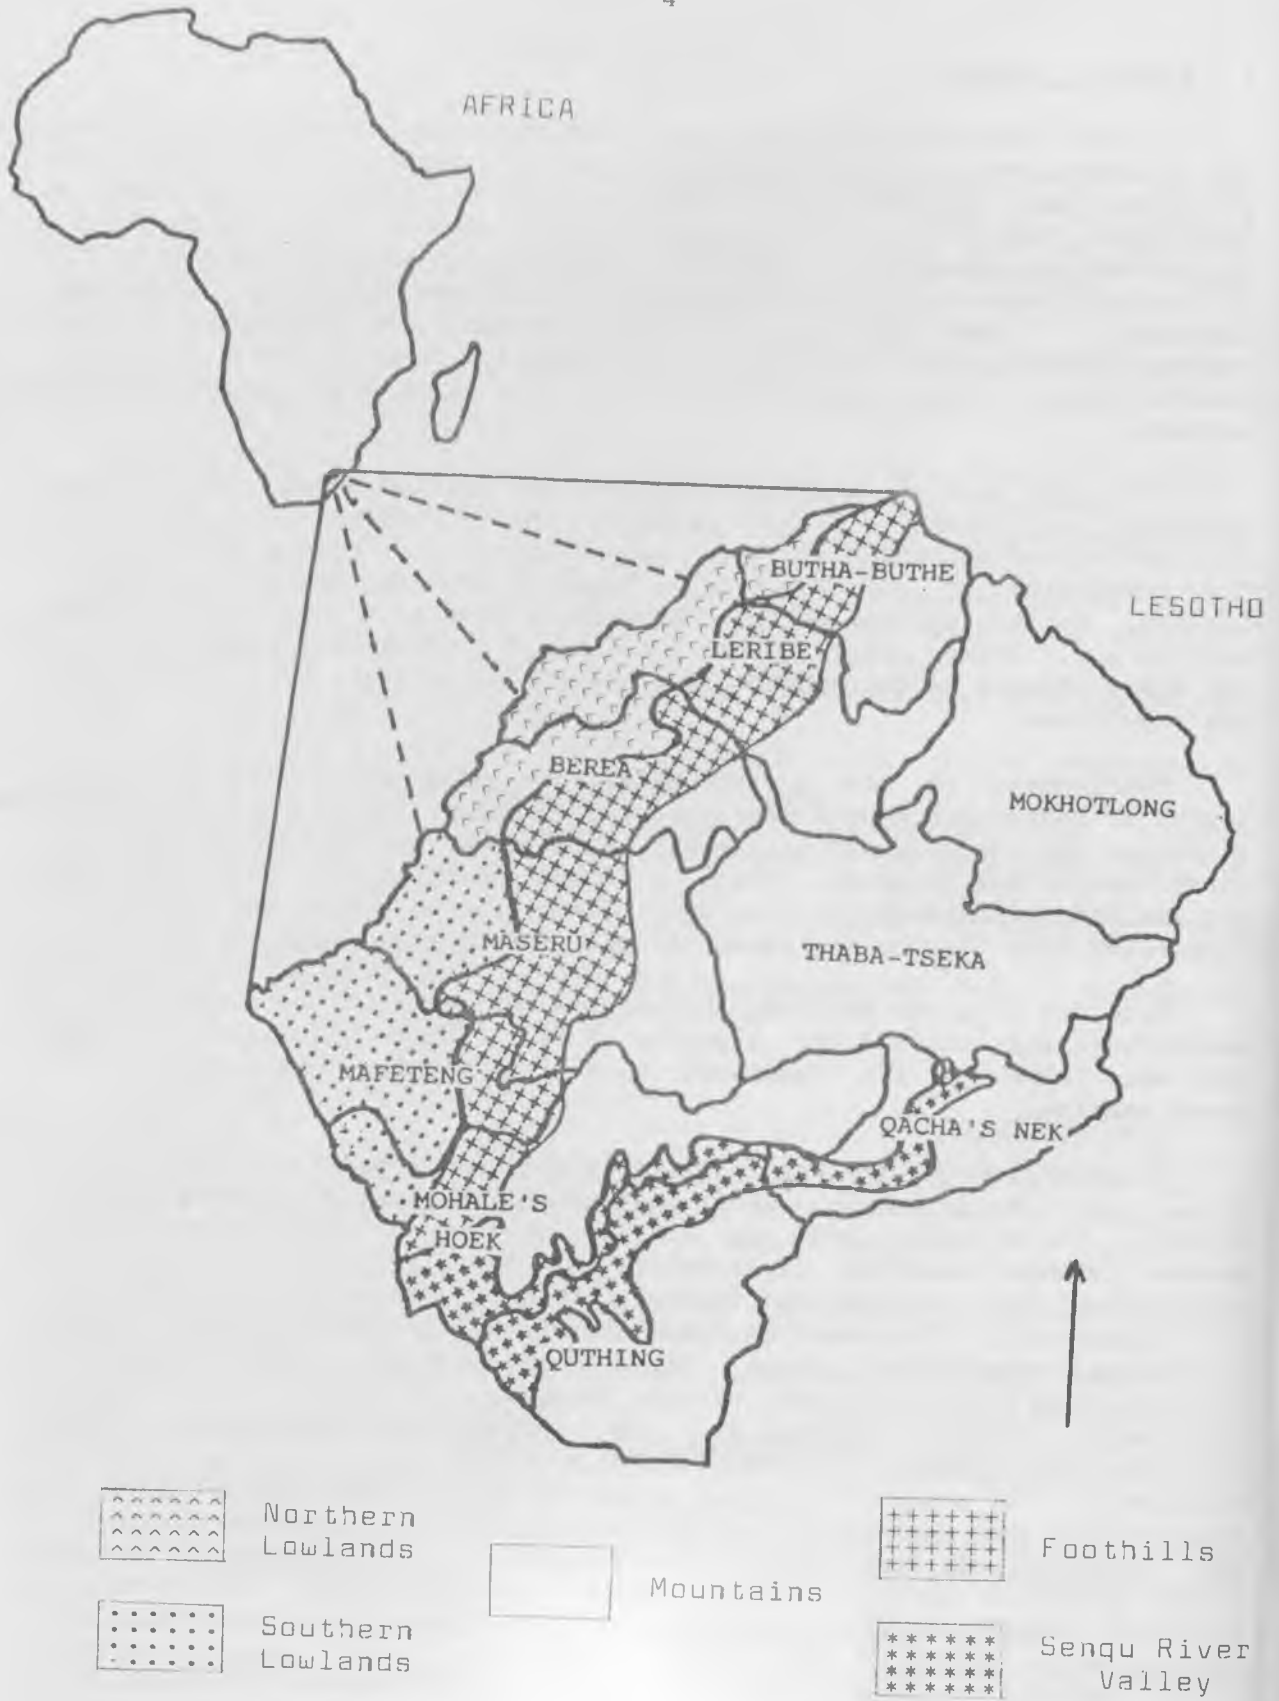 4
AFRICA
LESOTHO
BUTHA-BUTHE
LERIBE
BEREA
MOKHOTLONG
MASERU
THABA-TSEKA
MAFETENG
QACHA'S NEK
MOHALE'S
HOEK
QUTHING
Northern
Lowlands
Southern
Lowlands
Mountains
Foothills
Senqu River
Valley